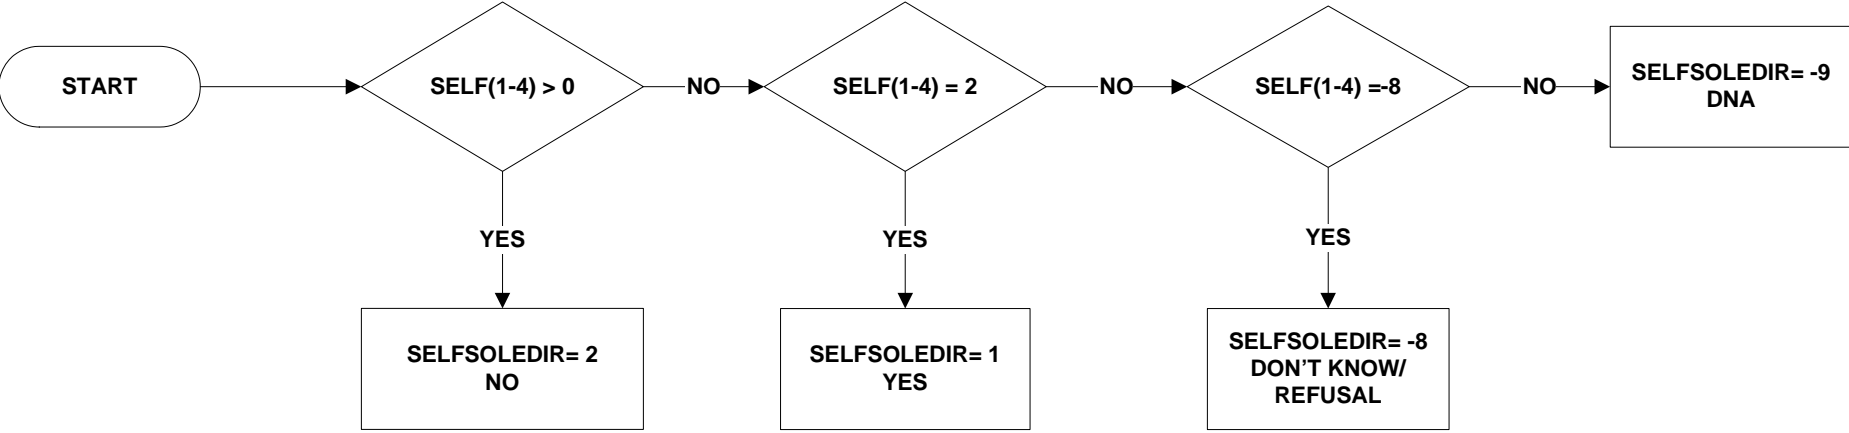 START
SELF(1-4) > 0
NO
SELF(1-4) = 2
NO
SELF(1-4) =-8
NO
SELFSOLEDIR= -9
DNA
YES
YES
YES
SELFSOLEDIR= 2
NO
SELFSOLEDIR= 1
YES
SELFSOLEDIR= -8
DON'T KNOW/
REFUSAL